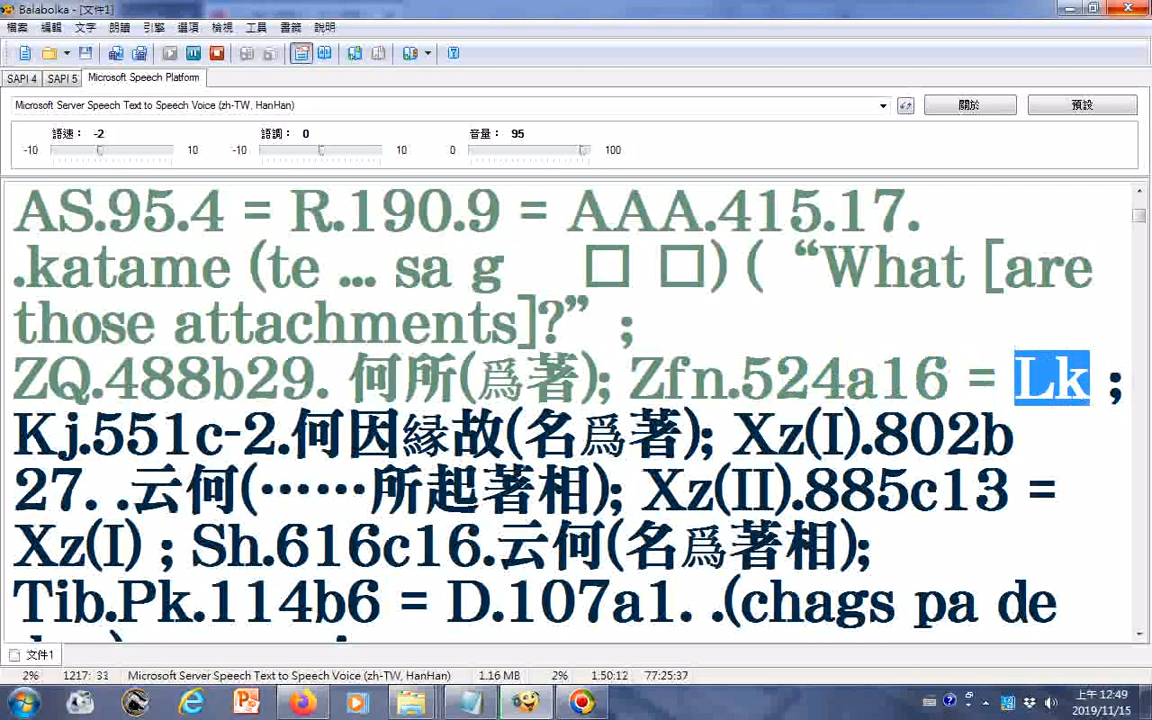 Balabolka - [文件1]
檔案 編輯 文字 朗讀 引擎 選項 檢視 工具 書籤 說明
SAPI 4 SAPI 5 Microsoft Speech Platform
Microsoft Server Speech Text to Speech Voice (zh-TW, HanHan) 關於 預設
語速： -2 語調： 0 音量： 95
-10 10 -10 10 0 100
AS.95.4 = R.190.9 = AAA.415.17.
.katame (te ... sa g □ □) (“What [are
those attachments]?” ;
ZQ.488b29. 何所(爲著); Zfn.524a16 = Lk ;
Kj.551c-2.何因緣故(名爲著); Xz(I).802b
27. .云何(……所起著相); Xz(II).885c13 =
Xz(I) ; Sh.616c16.云何(名爲著相);
Tib.Pk.114b6 = D.107a1. .(chags pa de
文件1
2% 1217: 33 Microsoft Server Speech Text to Speech Voice (zh-TW, HanHan) 1.16 MB 2% 1:50:12 77:25:37
上午 12:49
2019/11/15